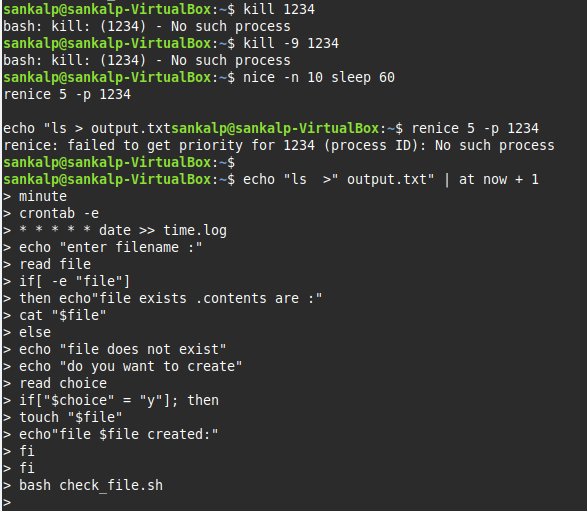 sankalp@sankalp-VirtualBox:~$ kill 1234
bash: kill: (1234) - No such process
sankalp@sankalp-VirtualBox:~$ kill -9 1234
bash: kill: (1234) - No such process
sankalp@sankalp-VirtualBox:~$ nice -n 10 sleep 60
renice 5 -p 1234

echo "ls > output.txtsankalp@sankalp-VirtualBox:~$ renice 5 -p 1234
renice: failed to get priority for 1234 (process ID): No such process
sankalp@sankalp-VirtualBox:~$
sankalp@sankalp-VirtualBox:~$ echo "ls  >" output.txt" | at now + 1
> minute
> crontab -e
> * * * * * date >> time.log
> echo "enter filename :"
> read file
> if[ -e "file"]
> then echo"file exists .contents are :"
> cat "$file"
> else
> echo "file does not exist"
> echo "do you want to create"
> read choice
> if["$choice" = "y"]; then
> touch "$file"
> echo"file $file created:"
> fi
> fi
> bash check_file.sh
>